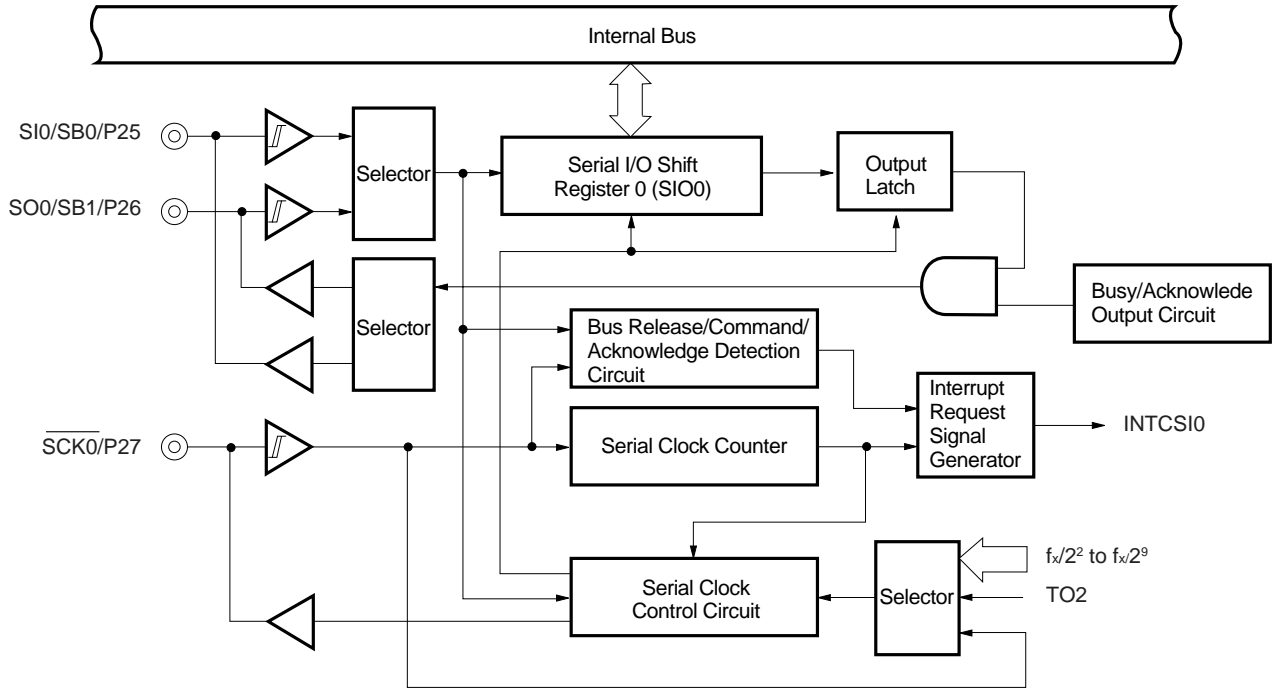 Internal Bus
SI0/SB0/P25
Selector
Serial I/O Shift
Register 0 (SIO0)
Output
Latch
SO0/SB1/P26
Selector
Busy/Acknowlede
Output Circuit
Bus Release/Command/
Acknowledge Detection
Circuit
Interrupt
Request
Signal
Generator
INTCSI0
SCK0/P27
Serial Clock Counter
Serial Clock
Control Circuit
Selector
fx/2² to fx/2⁹
TO2